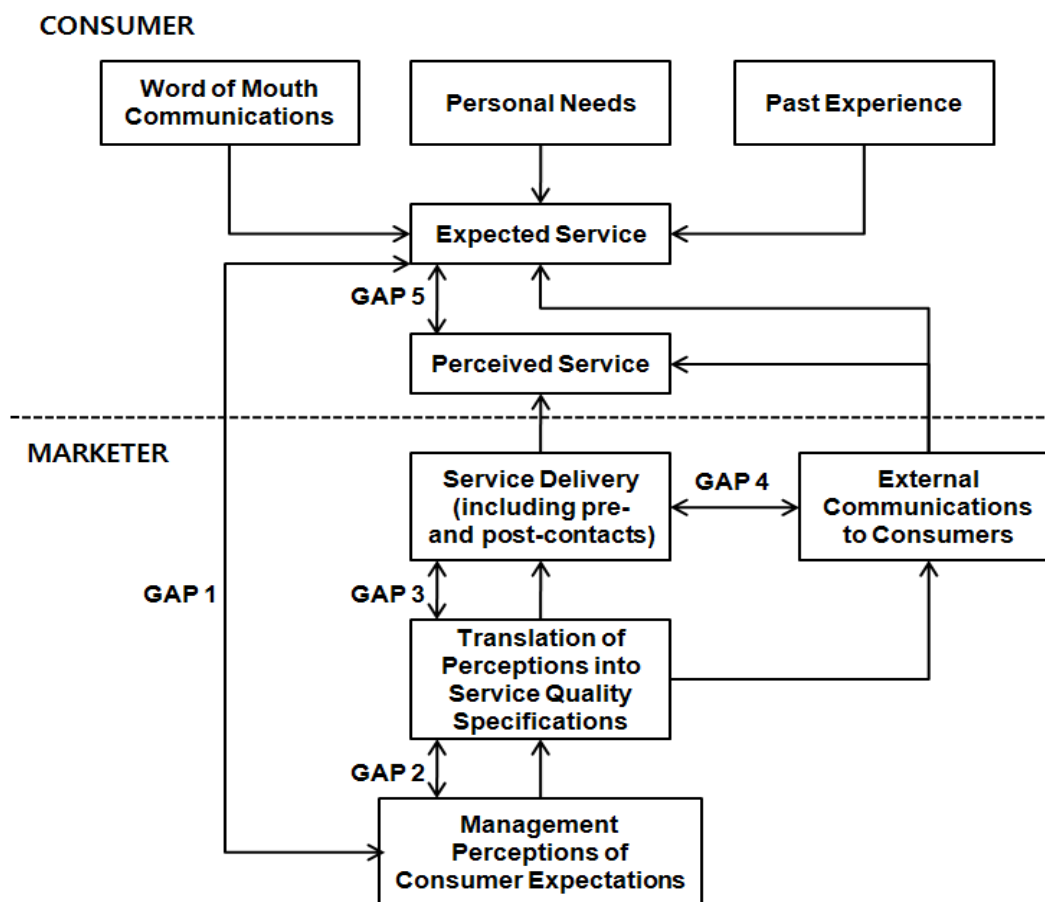 CONSUMER
Word of Mouth
Communications
Personal Needs
Past Experience
Expected Service
GAP 5
Perceived Service
MARKETER
Service Delivery
(including pre-
and post-contacts)
GAP 4
External
Communications
to Consumers
GAP 1
GAP 3
Translation of
Perceptions into
Service Quality
Specifications
GAP 2
Management
Perceptions of
Consumer Expectations